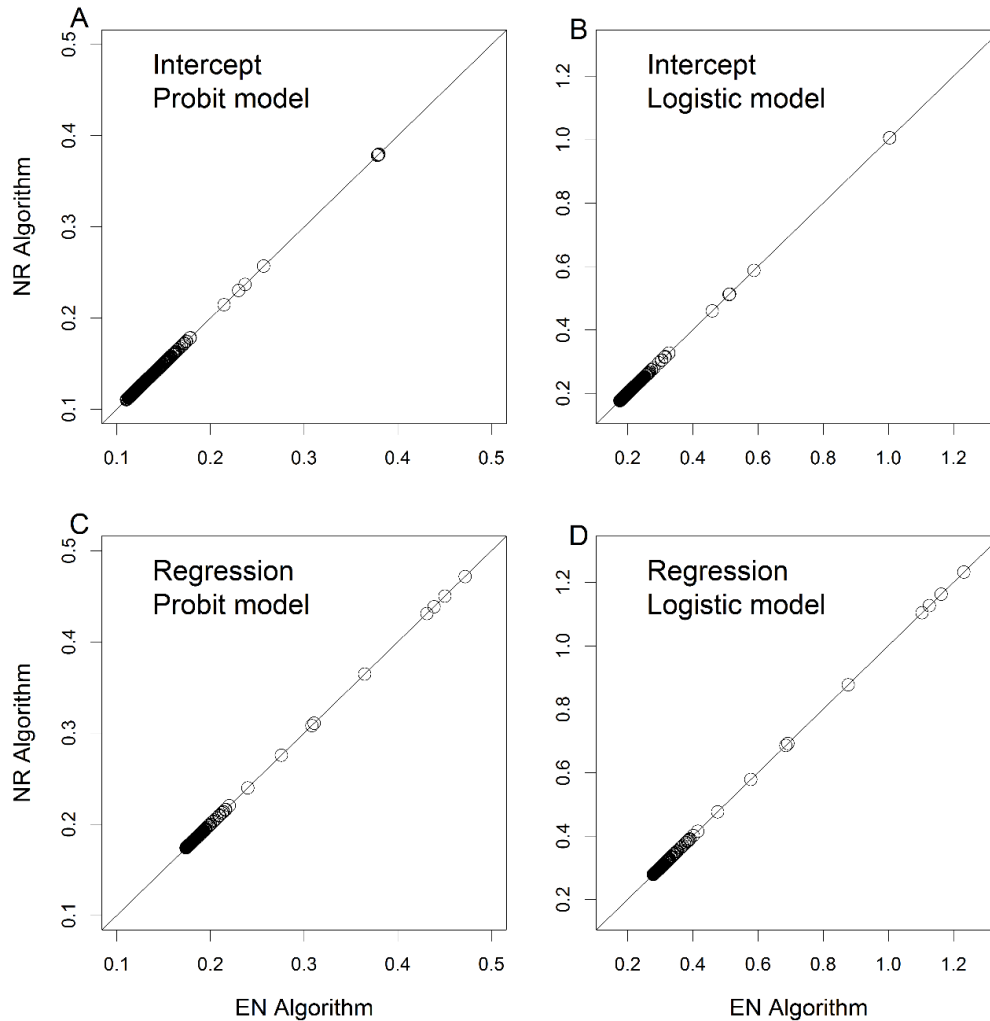 A
Intercept
Probit model
NR Algorithm
0.5
0.4
0.3
0.2
0.1
0.1 0.2 0.3 0.4 0.5
B
Intercept
Logistic model
1.2
1.0
0.8
0.6
0.4
0.2
0.2 0.4 0.6 0.8 1.0 1.2
C
Regression
Probit model
NR Algorithm
0.5
0.4
0.3
0.2
0.1
0.1 0.2 0.3 0.4 0.5
EN Algorithm
D
Regression
Logistic model
1.2
1.0
0.8
0.6
0.4
0.2
0.2 0.4 0.6 0.8 1.0 1.2
EN Algorithm